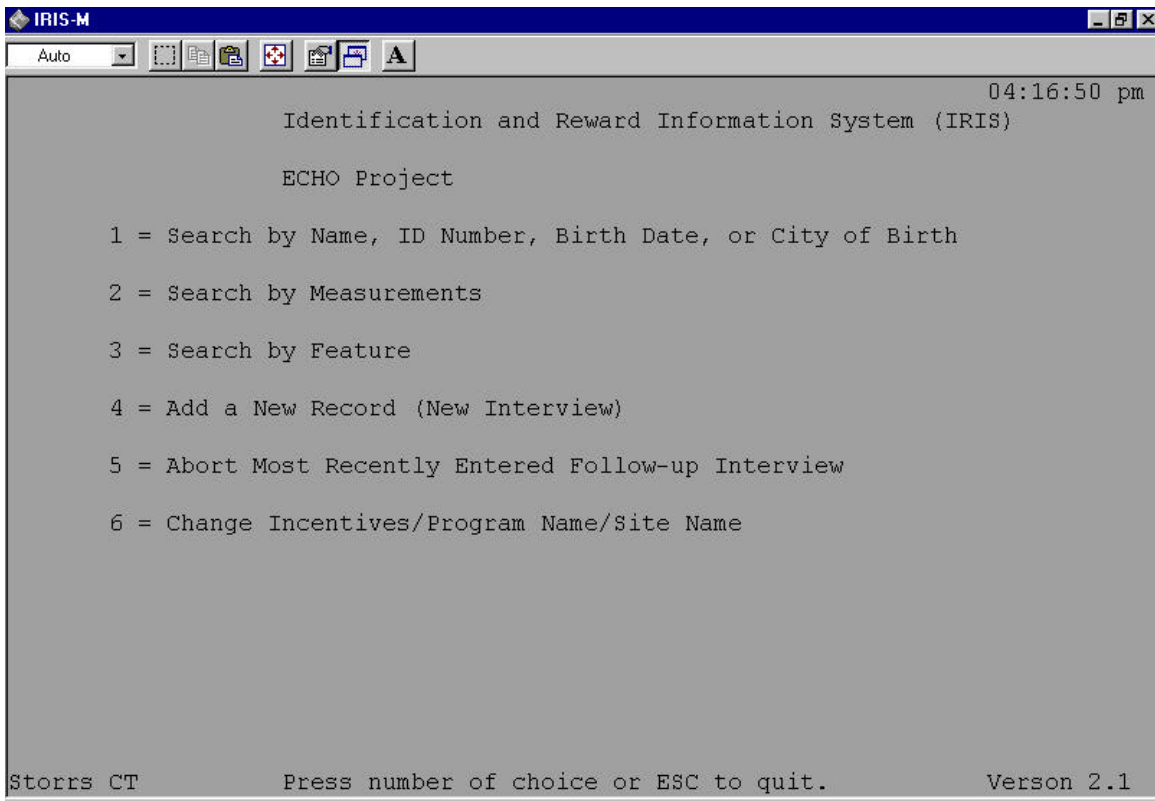 IRIS-M
Auto
A
04:16:50 pm
Identification and Reward Information System (IRIS)
ECHO Project
1 = Search by Name, ID Number, Birth Date, or City of Birth
2 = Search by Measurements
3 = Search by Feature
4 = Add a New Record (New Interview)
5 = Abort Most Recently Entered Follow-up Interview
6 = Change Incentives/Program Name/Site Name
Storrs CT Press number of choice or ESC to quit. Verson 2.1